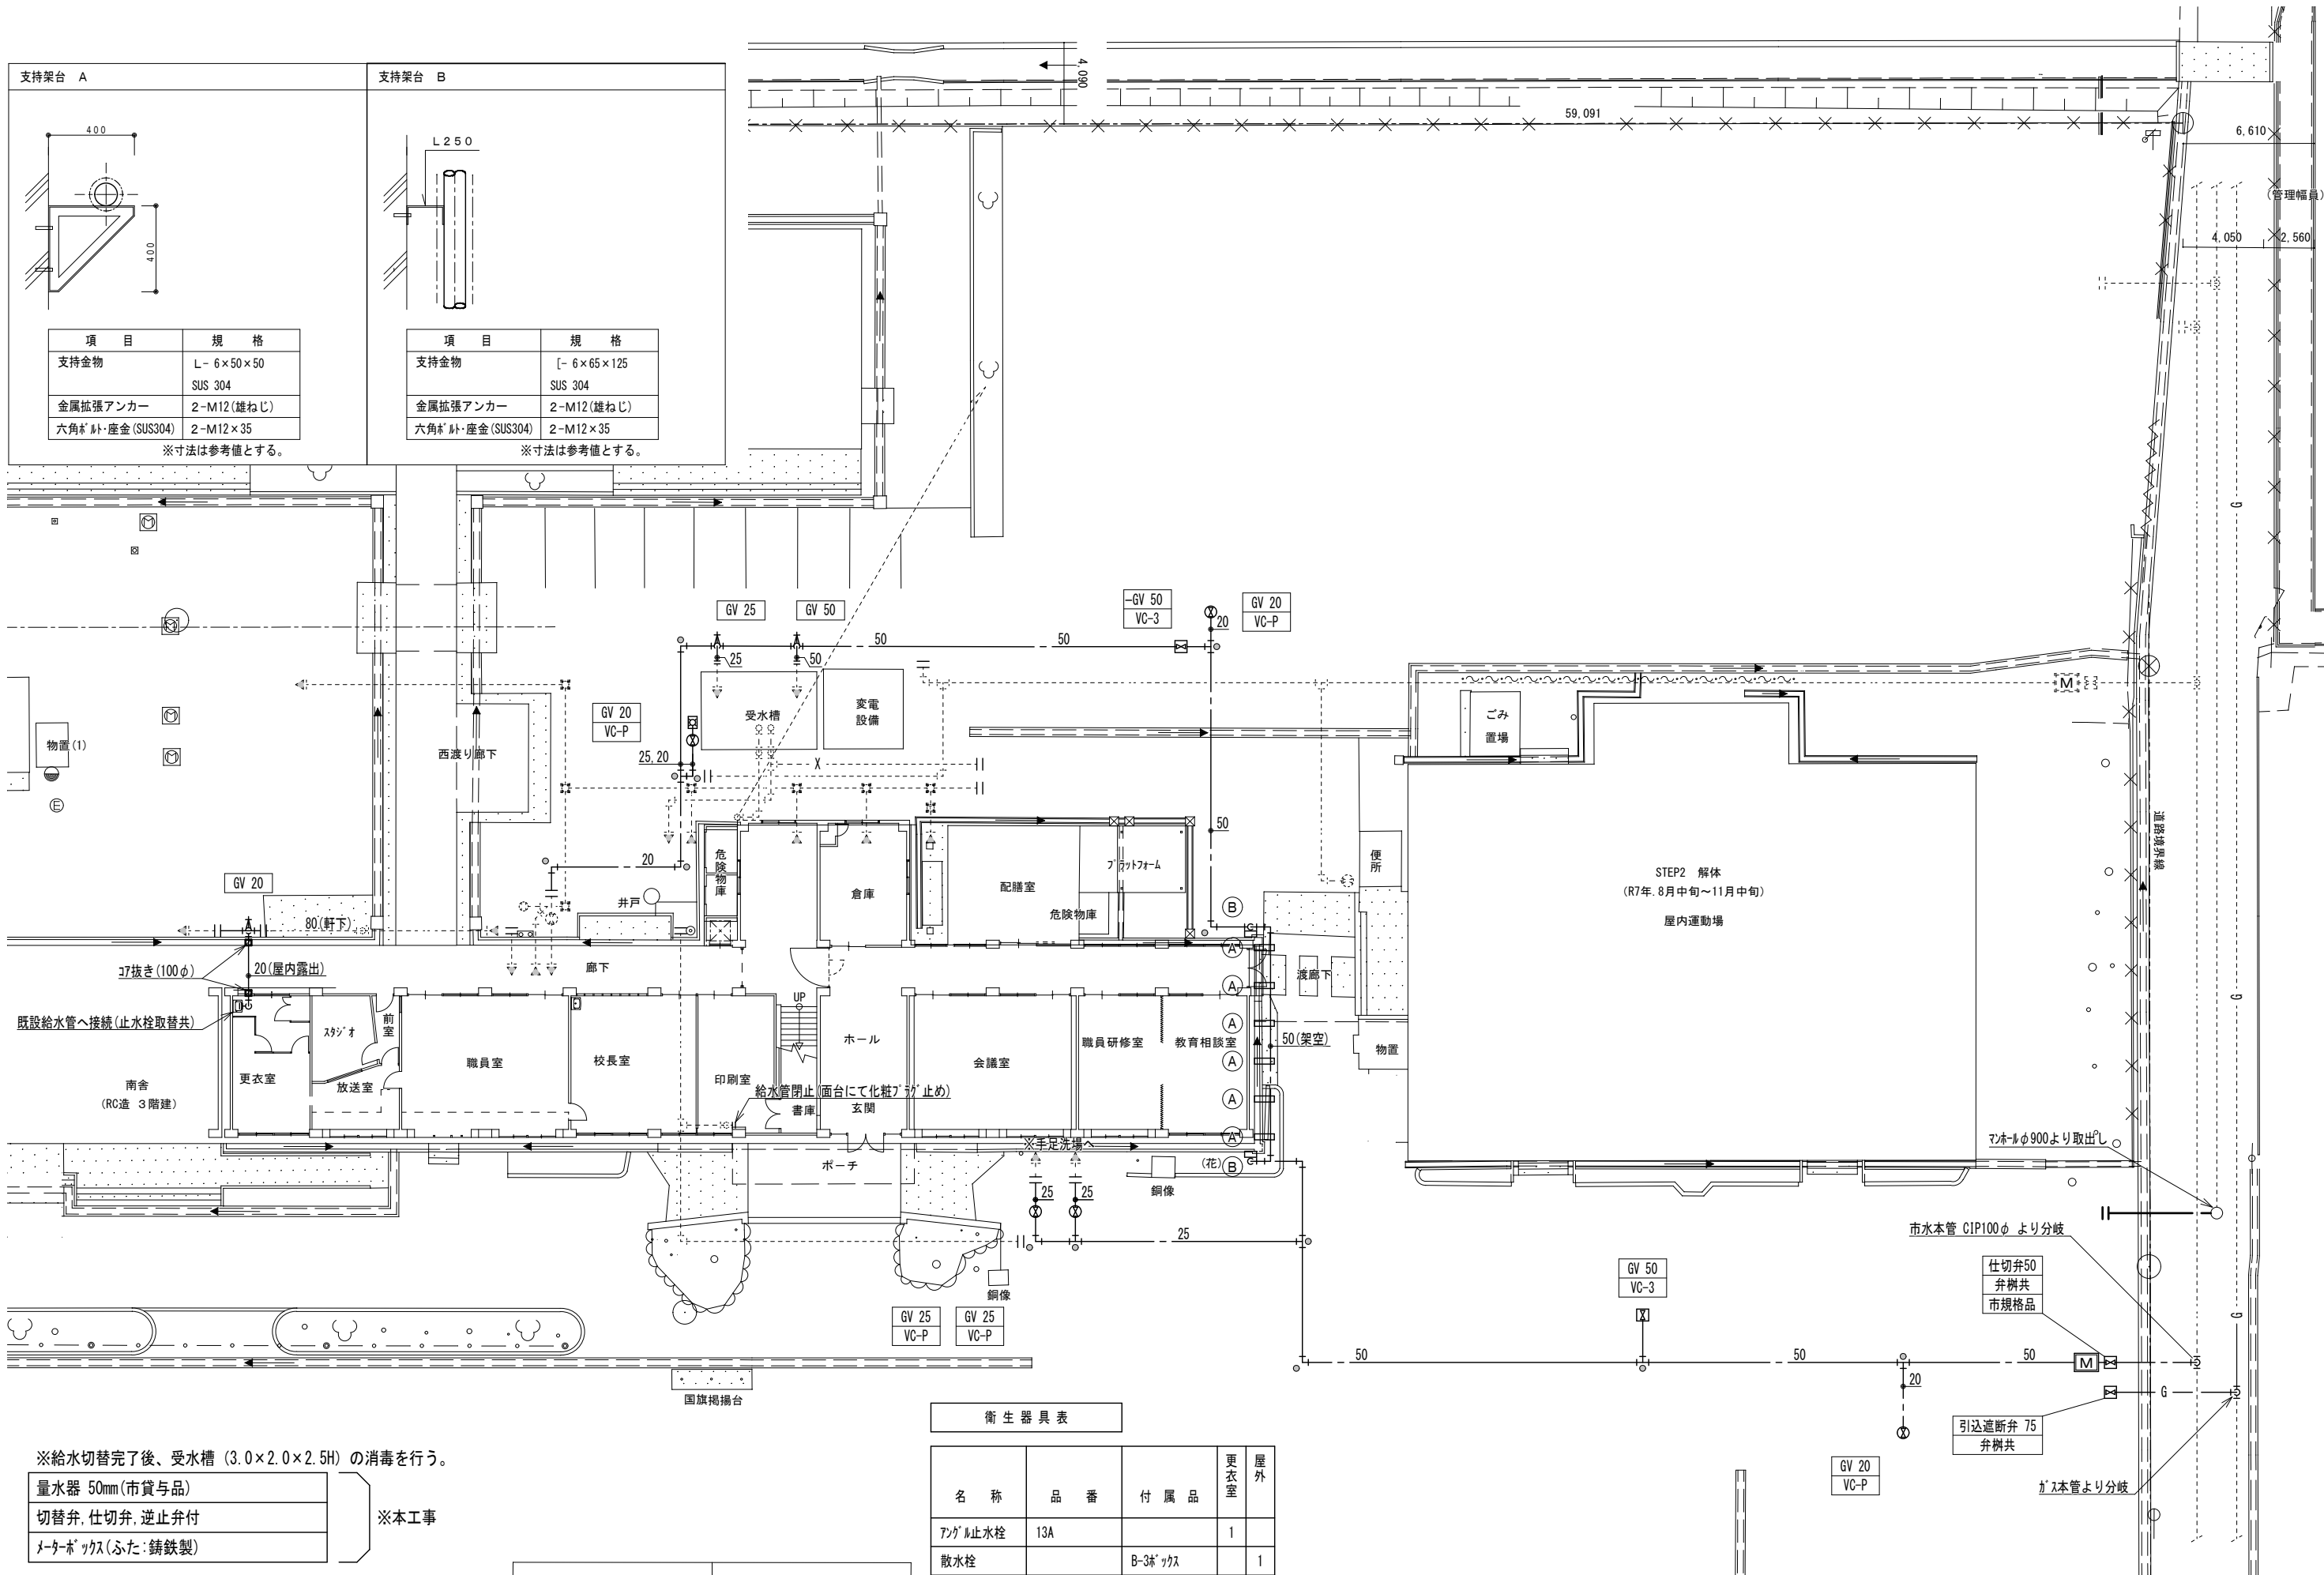 支持架台 A
支持架台 B
400
400
L250
項 目
規 格
支持金物
L- 6×50×50
SUS 304
金属拡張アンカー
2-M12(雄ねじ)
六角ボルト・座金(SUS304)
2-M12×35
※寸法は参考値とする。
項 目
規 格
支持金物
[- 6×65×125
SUS 304
金属拡張アンカー
2-M12(雄ねじ)
六角ボルト・座金(SUS304)
2-M12×35
※寸法は参考値とする。
4,090
59,091
6,610
(管理幅員)
4,050
2,560
G
GV 25
GV 50
-GV 50
VC-3
GV 20
VC-P
20
50
50
25
50
GV 20
VC-P
25,20
受水槽
変電
設備
X
物置(1)
E
西渡り廊下
ごみ
置場
M
道路境界線
50
20
危険物庫
倉庫
配膳室
プラットフォーム
危険物庫
便所
STEP2 解体
(R7年.8月中旬〜11月中旬)
屋内運動場
GV 20
80(軒下)
井戸
B
A
A
A
A
A
A
B
コア抜き(100φ)
20(屋内露出)
廊下
渡廊下
G
既設給水管へ接続(止水栓取替共)
スタジオ
前室
UP
ホール
職員研修室
教育相談室
50(架空)
物置
南舎
(RC造 3階建)
更衣室
放送室
職員室
校長室
印刷室
会議室
給水管閉止(面台にて化粧プラグ止め)
書庫
玄関
※手足洗場へ
ポーチ
(花)
銅像
25
25
25
マンホールφ900より取出し
市水本管 CIP100φ より分岐
仕切弁50
弁桝共
市規格品
銅像
GV 25
VC-P
GV 25
VC-P
GV 50
VC-3
G
50
50
50
M
20
G
国旗掲揚台
引込遮断弁 75
弁桝共
GV 20
VC-P
ガス本管より分岐
※給水切替完了後、受水槽 (3.0×2.0×2.5H) の消毒を行う。
量水器 50mm(市貸与品)
切替弁,仕切弁,逆止弁付
メーターボックス(ふた:鋳鉄製)
※本工事
衛生器具表
名 称
品 番
付 属 品
更衣室
屋外
アングル止水栓
13A
1
散水栓
B-3ボックス
1